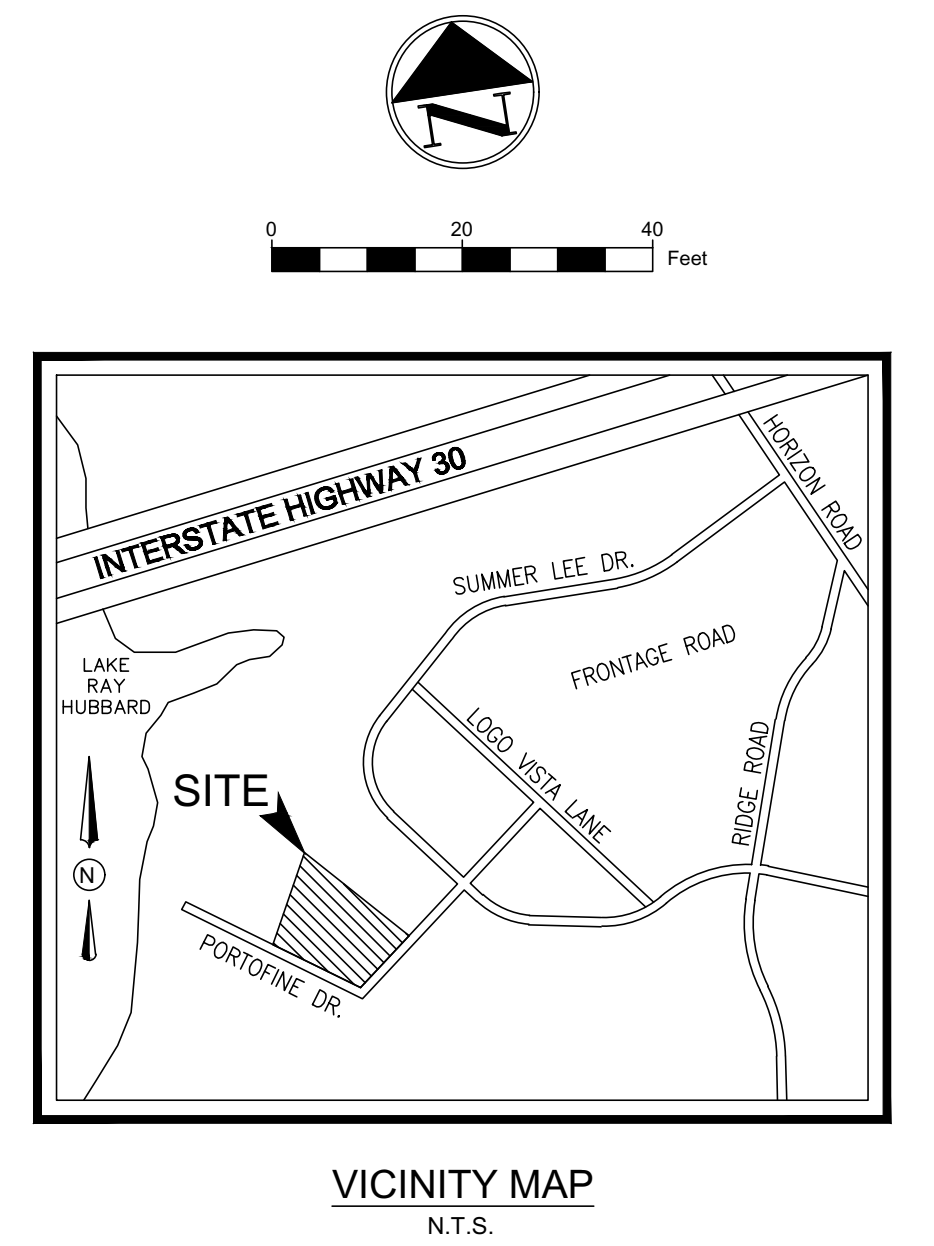 N
0 20 40
Feet
INTERSTATE HIGHWAY 30
HORIZON ROAD
SUMMER LEE DR.
FRONTAGE ROAD
LAKE
RAY
HUBBARD
LOGO VISTA LANE
RIDGE ROAD
SITE
N
PORTOFINE DR.
VICINITY MAP
N.T.S.